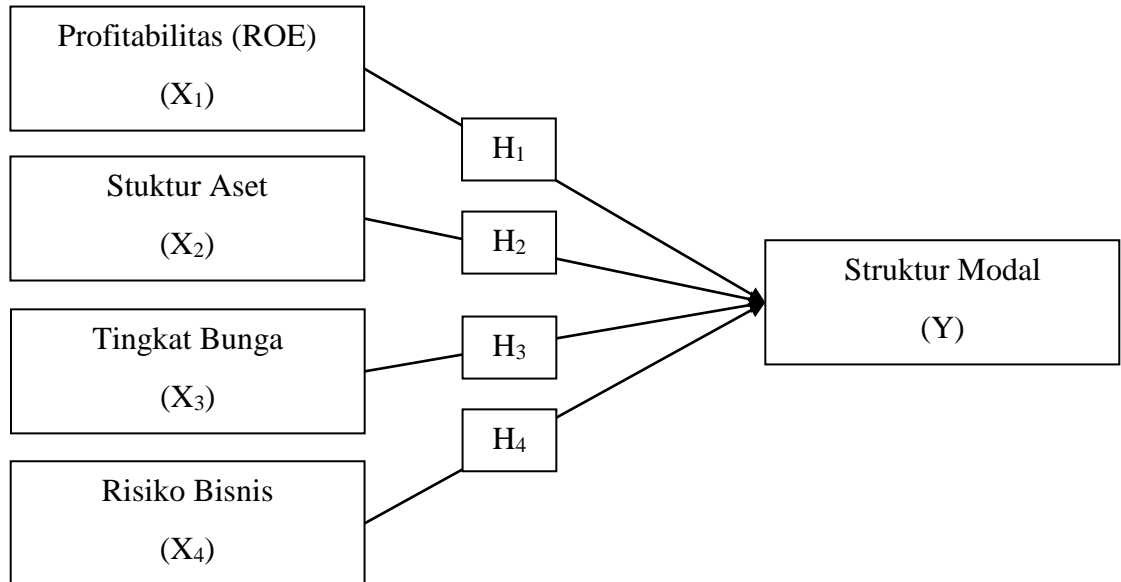 Profitabilitas (ROE)
(X₁)
H₁
Stuktur Aset
(X₂)
H₂
Struktur Modal
(Y)
Tingkat Bunga
(X₃)
H₃
H₄
Risiko Bisnis
(X₄)